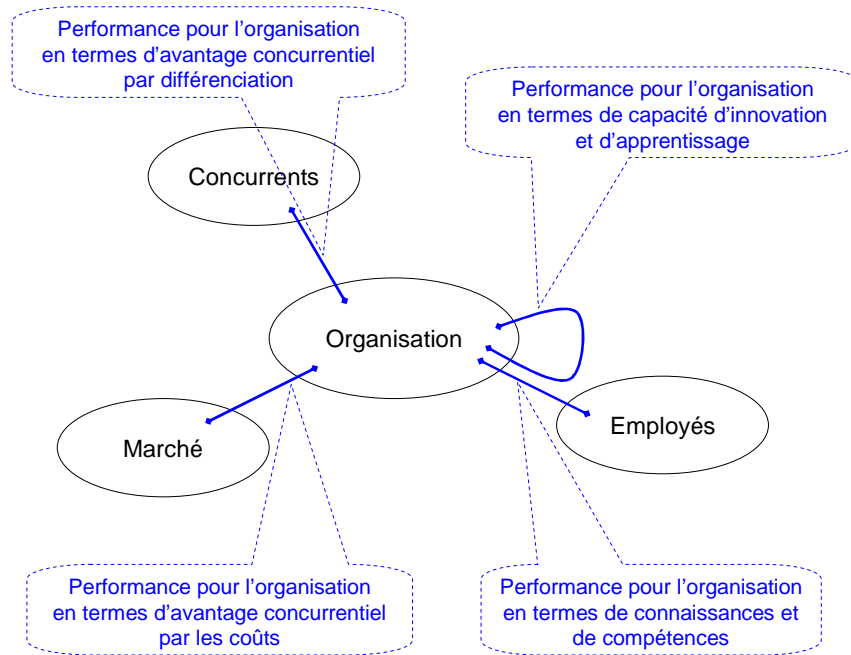 Performance pour l’organisation
en termes d’avantage concurrentiel
par différenciation
Performance pour l’organisation
en termes de capacité d’innovation
et d’apprentissage
Concurrents
Organisation
Marché
Employés
Performance pour l’organisation
en termes d’avantage concurrentiel
par les coûts
Performance pour l’organisation
en termes de connaissances et
de compétences